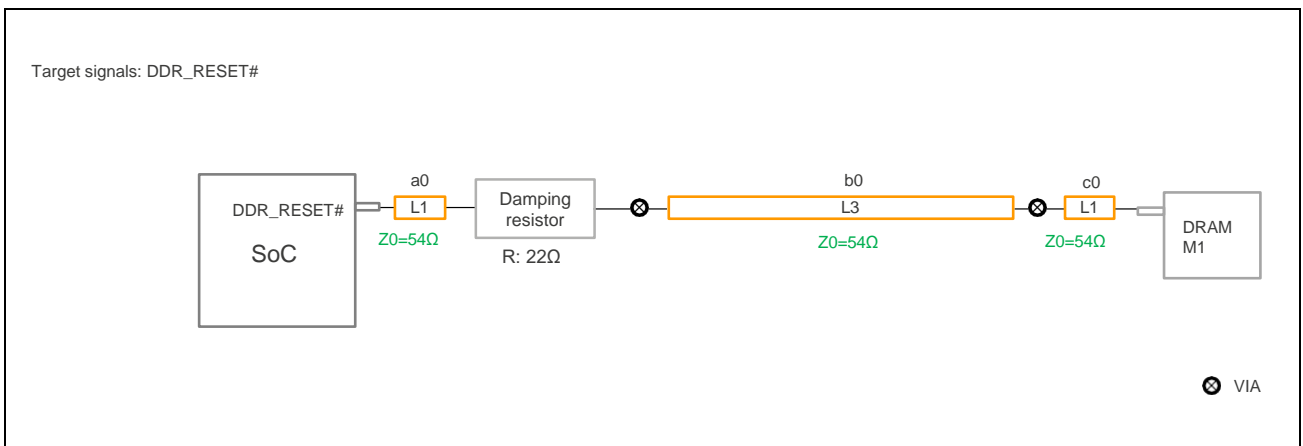 Target signals: DDR_RESET#
a0
b0
c0
DDR_RESET#
L1
Damping
resistor
L3
L1
DRAM
M1
SoC
Z0=54Ω
R: 22Ω
Z0=54Ω
Z0=54Ω
VIA